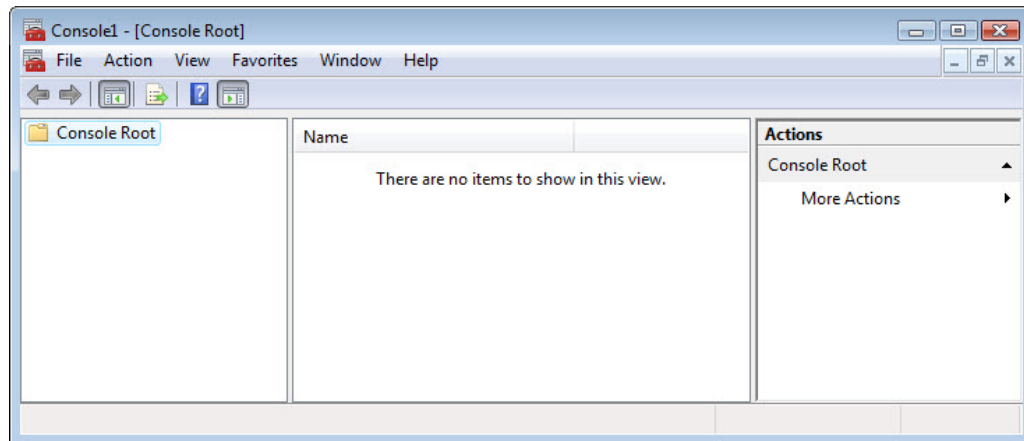 Console1 - [Console Root]
File Action View Favorites Window Help
?
Console Root
Name
There are no items to show in this view.
Actions
Console Root
More Actions